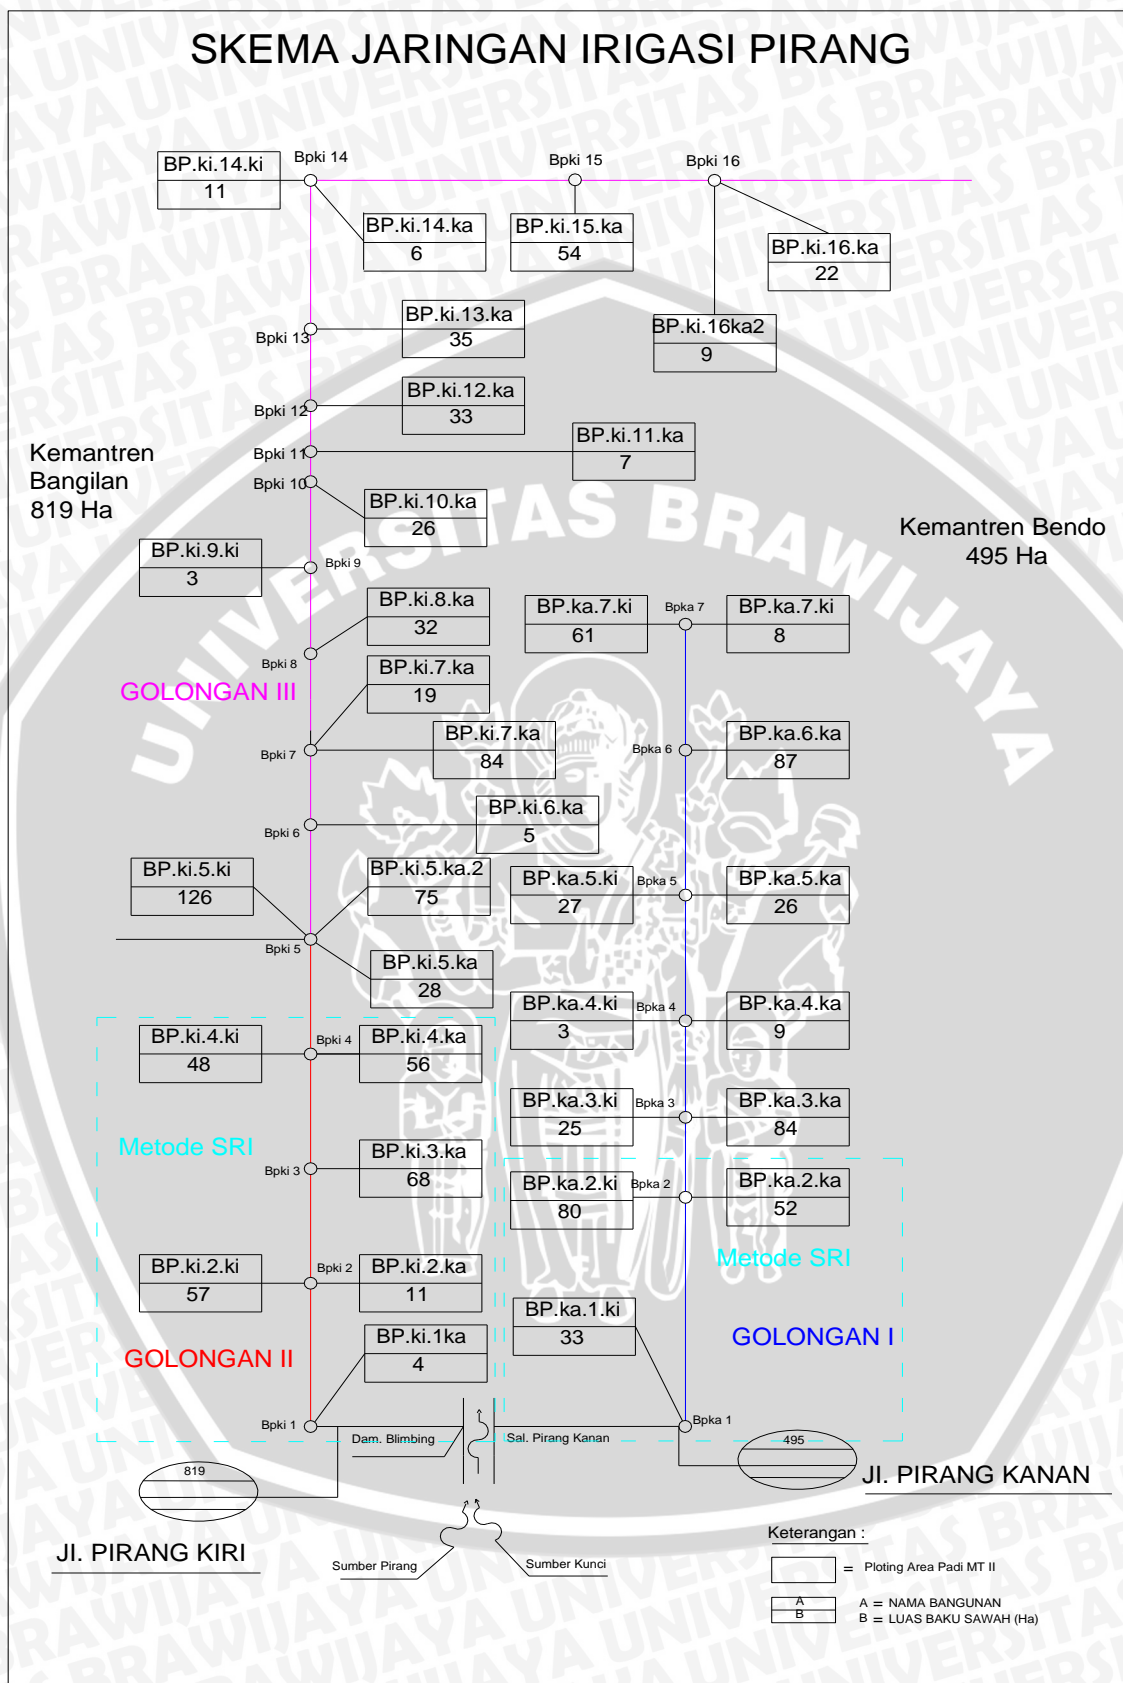 SKEMA JARINGAN IRIGASI PIRANG
Bpki 14
Bpki 15
Bpki 16
BP.ki.14.ki
11
BP.ki.14.ka
6
BP.ki.15.ka
54
BP.ki.16.ka
22
BP.ki.13.ka
35
Bpki 13
BP.ki.16ka2
9
BP.ki.12.ka
33
Bpki 12
BP.ki.11.ka
7
Bpki 11
Kemantren
Bangilan
819 Ha
Bpki 10
BP.ki.10.ka
26
Kemantren Bendo
495 Ha
BP.ki.9.ki
3
Bpki 9
BP.ki.8.ka
32
Bpki 8
BP.ka.7.ki
61
Bpka 7
BP.ka.7.ki
8
GOLONGAN III
BP.ki.7.ka
19
BP.ki.7.ka
84
Bpki 7
Bpka 6
BP.ka.6.ka
87
BP.ki.6.ka
5
Bpki 6
BP.ki.5.ki
126
BP.ki.5.ka.2
75
BP.ka.5.ki
27
Bpka 5
BP.ka.5.ka
26
Bpki 5
BP.ki.5.ka
28
BP.ka.4.ki
3
Bpka 4
BP.ka.4.ka
9
BP.ki.4.ki
48
Bpki 4
BP.ki.4.ka
56
BP.ka.3.ki
25
Bpka 3
BP.ka.3.ka
84
Metode SRI
BP.ki.3.ka
68
Bpki 3
BP.ka.2.ki
80
Bpka 2
BP.ka.2.ka
52
Metode SRI
BP.ki.2.ki
57
Bpki 2
BP.ki.2.ka
11
BP.ka.1.ki
33
GOLONGAN I
GOLONGAN II
BP.ki.1ka
4
Bpki 1
Dam. Blimbing
Sal. Pirang Kanan
Bpka 1
819
495
JI. PIRANG KANAN
JI. PIRANG KIRI
Sumber Pirang
Sumber Kunci
Keterangan :
= Ploting Area Padi MT II
A
B
A = NAMA BANGUNAN
B = LUAS BAKU SAWAH (Ha)
UNIVERSITAS BRAWIJAYA